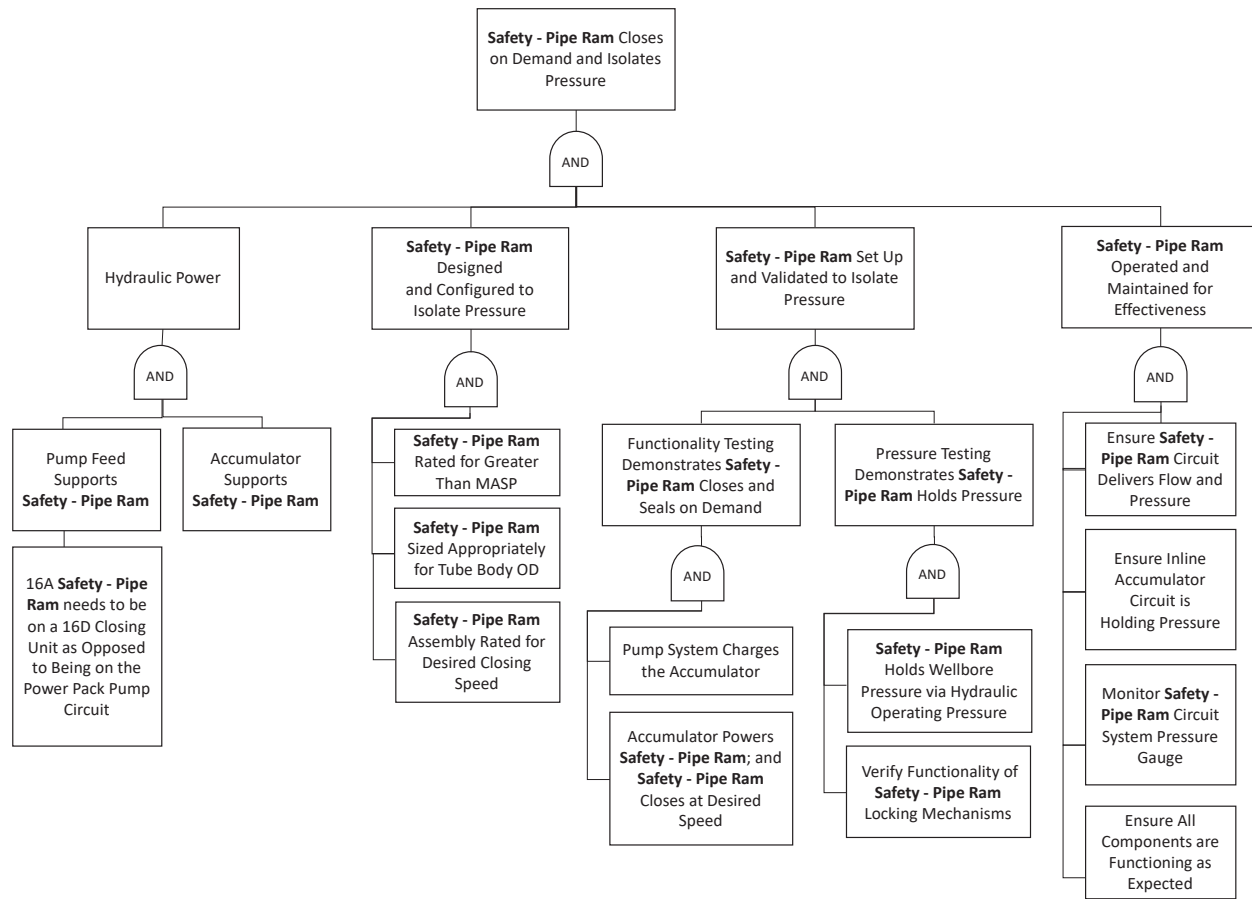 Safety - Pipe Ram Closes
on Demand and Isolates
Pressure
AND
Hydraulic Power
AND
Pump Feed
Supports
Safety - Pipe Ram
Accumulator
Supports
Safety - Pipe Ram
16A Safety - Pipe
Ram needs to be
on a 16D Closing
Unit as Opposed
to Being on the
Power Pack Pump
Circuit
Safety - Pipe Ram
Designed
and Configured to
Isolate Pressure
AND
Safety - Pipe Ram
Rated for Greater
Than MASP
Safety - Pipe Ram
Sized Appropriately
for Tube Body OD
Safety - Pipe Ram
Assembly Rated for
Desired Closing
Speed
Safety - Pipe Ram Set Up
and Validated to Isolate
Pressure
AND
Functionality Testing
Demonstrates Safety -
Pipe Ram Closes and
Seals on Demand
AND
Pump System Charges
the Accumulator
Accumulator Powers
Safety - Pipe Ram; and
Safety - Pipe Ram
Closes at Desired
Speed
Pressure Testing
Demonstrates Safety -
Pipe Ram Holds Pressure
AND
Safety - Pipe Ram
Holds Wellbore
Pressure via Hydraulic
Operating Pressure
Verify Functionality of
Safety - Pipe Ram
Locking Mechanisms
Safety - Pipe Ram
Operated and
Maintained for
Effectiveness
AND
Ensure Safety -
Pipe Ram Circuit
Delivers Flow and
Pressure
Ensure Inline
Accumulator
Circuit is
Holding Pressure
Monitor Safety -
Pipe Ram Circuit
System Pressure
Gauge
Ensure All
Components are
Functioning as
Expected